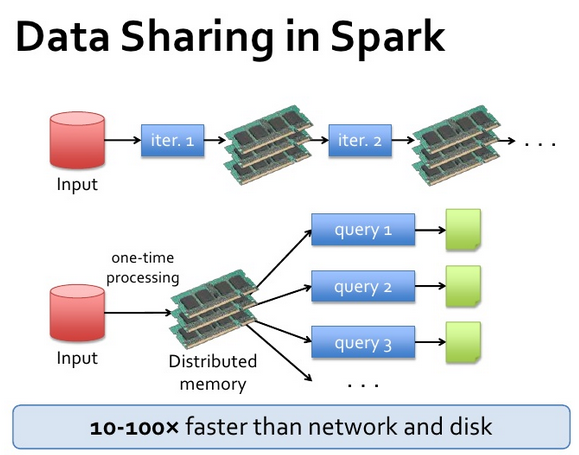 Data Sharing in Spark
iter. 1
iter. 2
. . .
Input
one-time
processing
query 1
query 2
query 3
. . .
Input
Distributed
memory
10-100× faster than network and disk